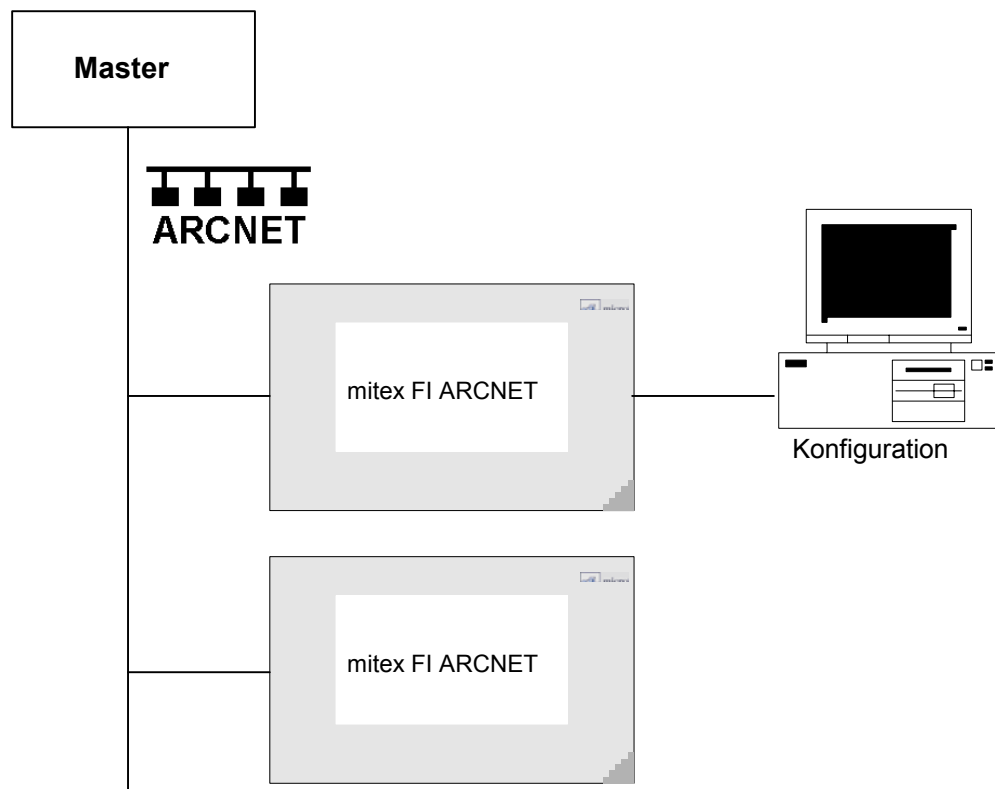 Master
ARCNET
mitex FI ARCNET
Konfiguration
mitex FI ARCNET